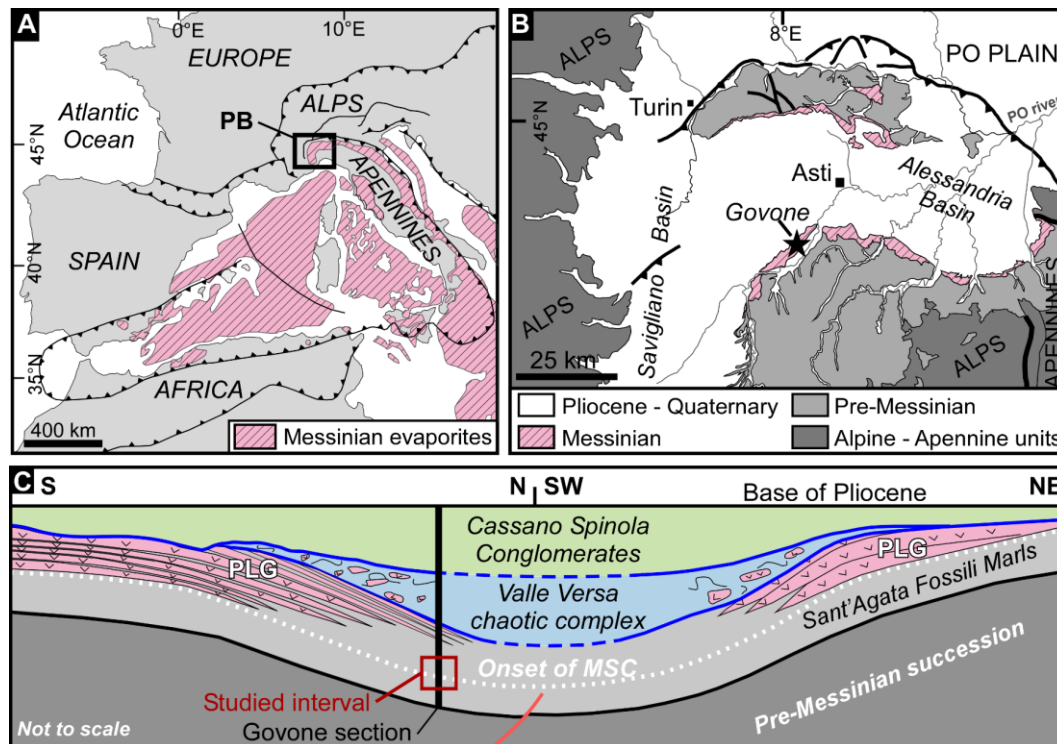 A
0°E
10°E
EUROPE
Atlantic
Ocean
ALPS
PB
45°N
APENNINES
SPAIN
40°N
35°N
AFRICA
400 km
Messinian evaporites
B
8°E
ALPS
PO PLAIN
Turin
45°N
PO river
Asti
Alessandria
Basin
Govone
Savigliano Basin
ALPS
ALPS
APENNINES
25 km
Pliocene - Quaternary
Pre-Messinian
Messinian
Alpine - Apennine units
C
S
N
SW
Base of Pliocene
NE
Cassano Spinola
Conglomerates
PLG
PLG
Valle Versa
chaotic complex
Sant'Agata Fossili Marls
Onset of MSC
Studied interval
Govone section
Pre-Messinian succession
Not to scale